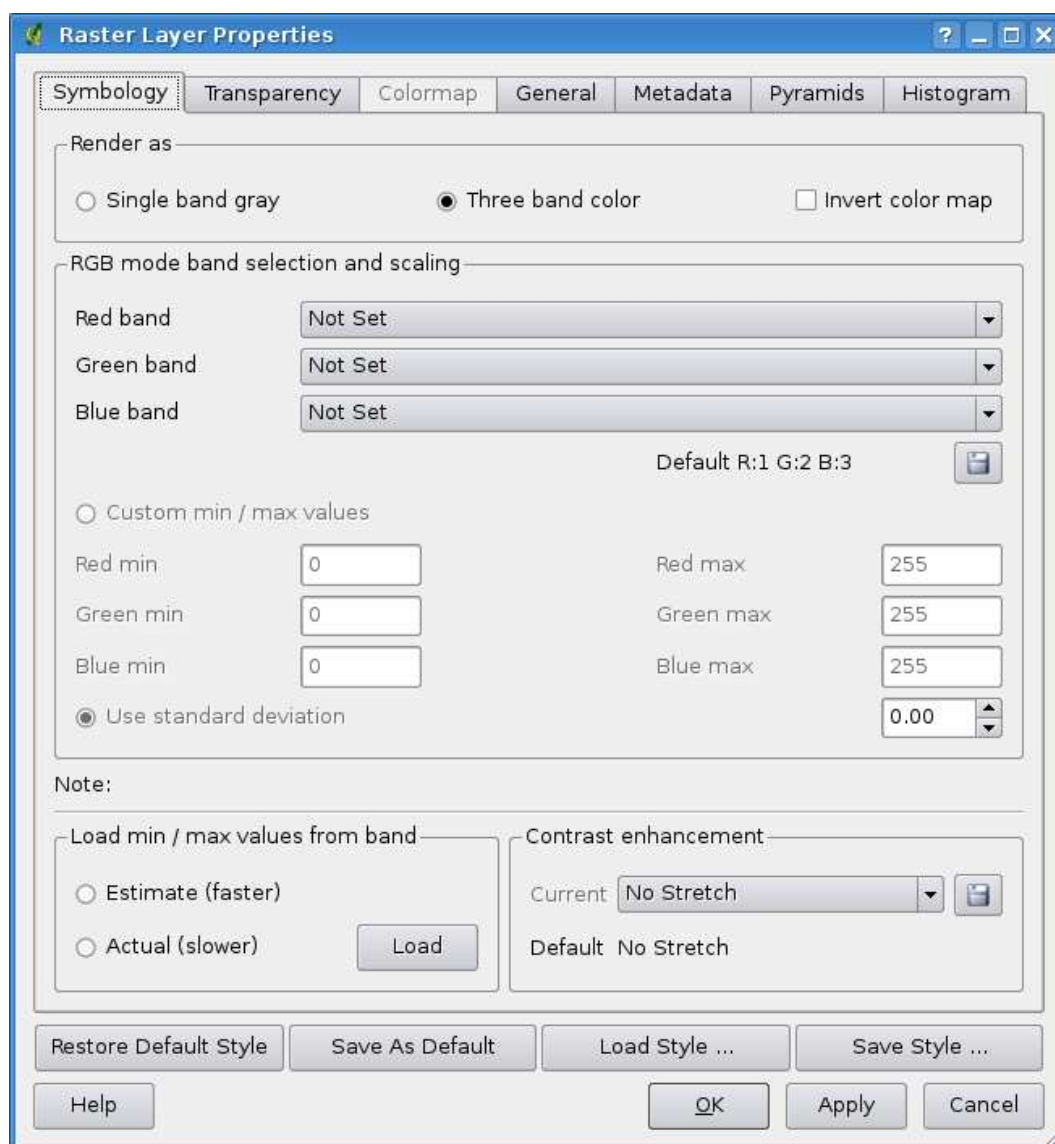 Raster Layer Properties
Symbology Transparency Colormap General Metadata Pyramids Histogram
Render as
Single band gray Three band color Invert color map
RGB mode band selection and scaling
Red band Not Set
Green band Not Set
Blue band Not Set
Default R:1 G:2 B:3
Custom min / max values
Red min 0 Red max 255
Green min 0 Green max 255
Blue min 0 Blue max 255
Use standard deviation 0.00
Note:
Load min / max values from band
Estimate (faster)
Actual (slower) Load
Contrast enhancement
Current No Stretch
Default No Stretch
Restore Default Style Save As Default Load Style ... Save Style ...
Help OK Apply Cancel